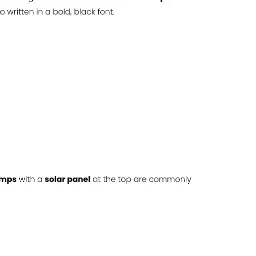 o written in a bold, black font.
mps with a solar panel at the top are commonly